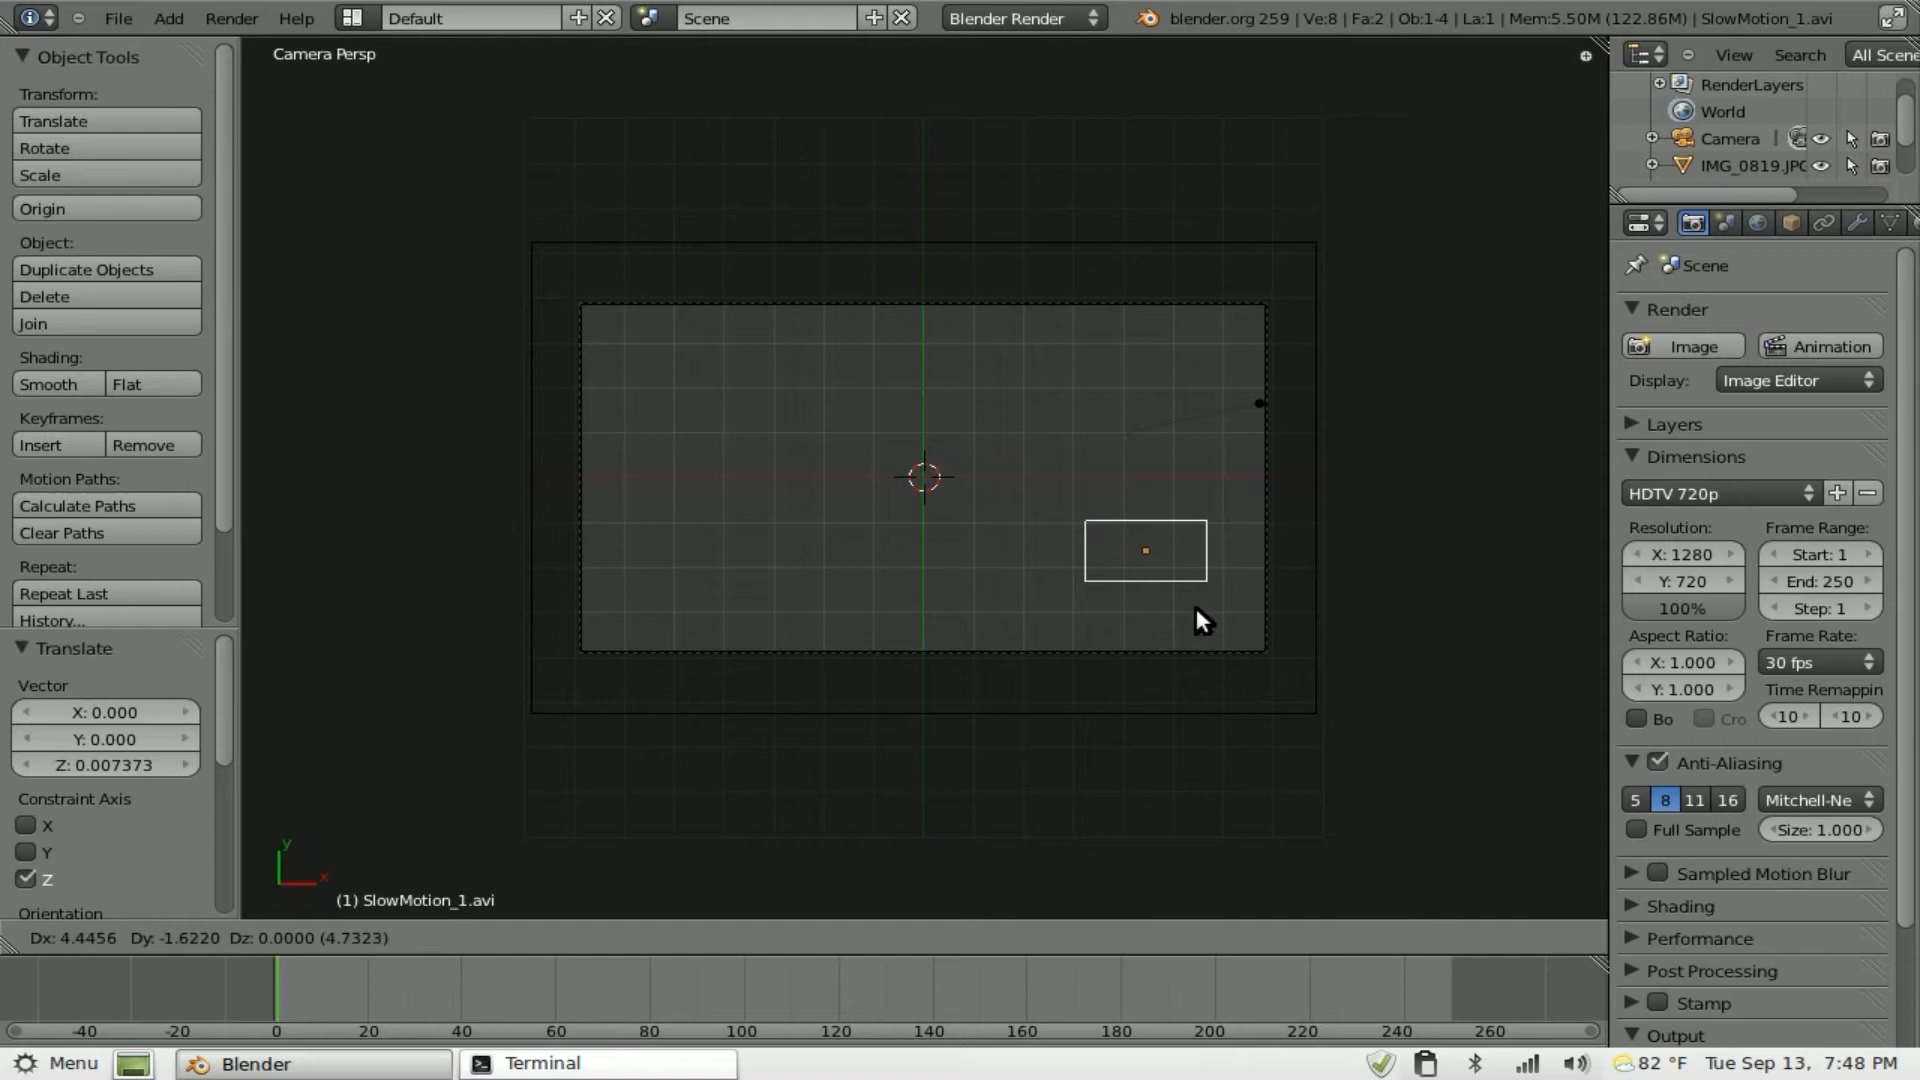 File Add Render Help Default Scene Blender Render blender.org 259 | Ve:8 | Fa:2 | Ob:1-4 | La:1 | Mem:5.50M (122.86M) | SlowMotion_1.avi
Object Tools
Transform:
Translate
Rotate
Scale
Origin
Object:
Duplicate Objects
Delete
Join
Shading:
Smooth Flat
Keyframes:
Insert Remove
Motion Paths:
Calculate Paths
Clear Paths
Repeat:
Repeat Last
History...
Translate
Vector
X: 0.000
Y: 0.000
Z: 0.007373
Constraint Axis
X
Y
Z
Orientation
Camera Persp
y
x
(1) SlowMotion_1.avi
Dx: 4.4456 Dy: -1.6220 Dz: 0.0000 (4.7323)
View Search All Scene
RenderLayers
World
Camera
IMG_0819.JPG
Scene
Render
Image Animation
Display: Image Editor
Layers
Dimensions
HDTV 720p
Resolution: Frame Range:
X: 1280 Start: 1
Y: 720 End: 250
100% Step: 1
Aspect Ratio: Frame Rate:
X: 1.000 30 fps
Y: 1.000 Time Remappin
Bo Cro 10 10
Anti-Aliasing
5 8 11 16 Mitchell-Ne
Full Sample Size: 1.000
Sampled Motion Blur
Shading
Performance
Post Processing
Stamp
Output
-40 -20 0 20 40 60 80 100 120 140 160 180 200 220 240 260
Menu Blender Terminal 82 °F Tue Sep 13, 7:48 PM